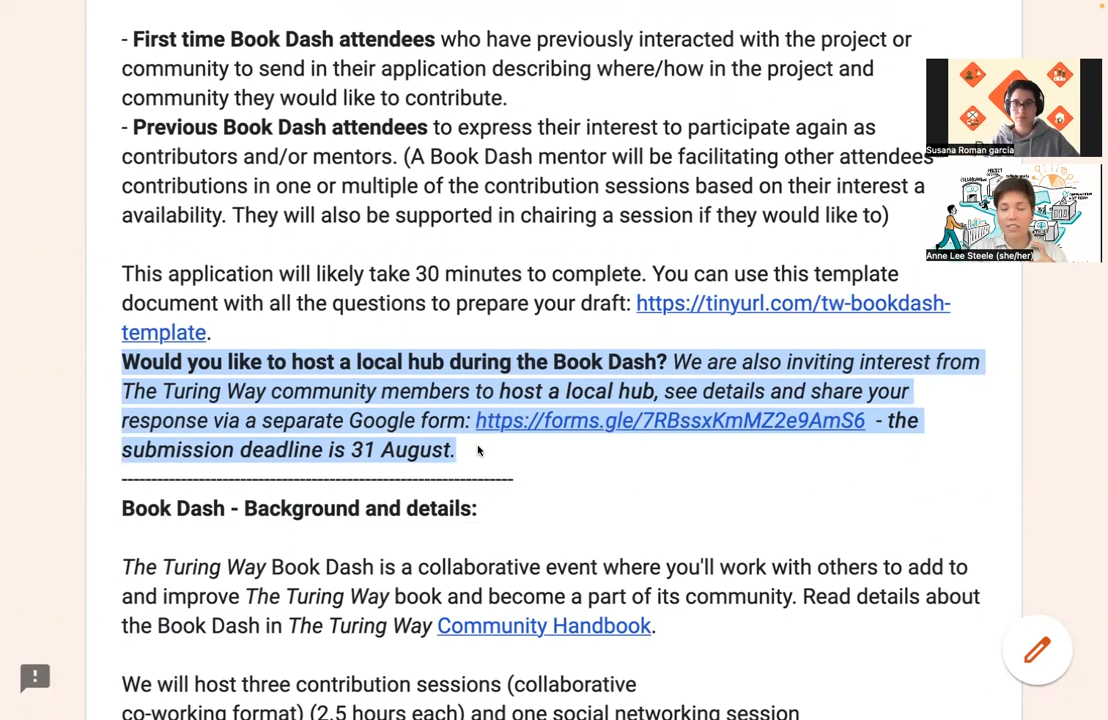 - First time Book Dash attendees who have previously interacted with the project or
community to send in their application describing where/how in the project and
community they would like to contribute.
- Previous Book Dash attendees to express their interest to participate again as
contributors and/or mentors. (A Book Dash mentor will be facilitating other attendees
contributions in one or multiple of the contribution sessions based on their interest a
availability. They will also be supported in chairing a session if they would like to)
This application will likely take 30 minutes to complete. You can use this template
document with all the questions to prepare your draft: https://tinyurl.com/tw-bookdash-
template.
Would you like to host a local hub during the Book Dash? We are also inviting interest from
The Turing Way community members to host a local hub, see details and share your
response via a separate Google form: https://forms.gle/7RBssxKmMZ2e9AmS6 - the
submission deadline is 31 August.
--------------------------------------------------------------------
Book Dash - Background and details:
The Turing Way Book Dash is a collaborative event where you'll work with others to add to
and improve The Turing Way book and become a part of its community. Read details about
the Book Dash in The Turing Way Community Handbook.
We will host three contribution sessions (collaborative
co-working format) (2.5 hours each) and one social networking session
Susana Roman garcia
Anne Lee Steele (she/her)